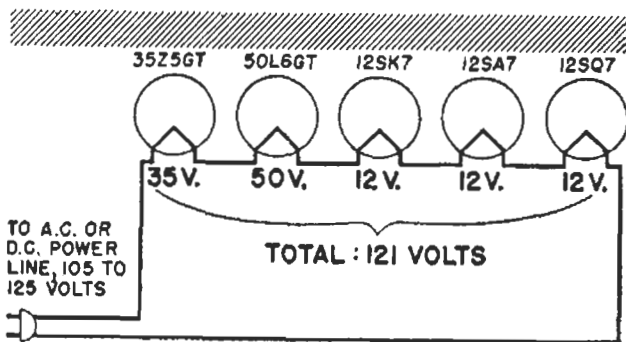 35Z5GT 50L6GT 12SK7 12SA7 12SQ7
35V. 50V. 12V. 12V. 12V.
TOTAL : 121 VOLTS
TO A.C. OR
D.C. POWER
LINE, 105 TO
125 VOLTS